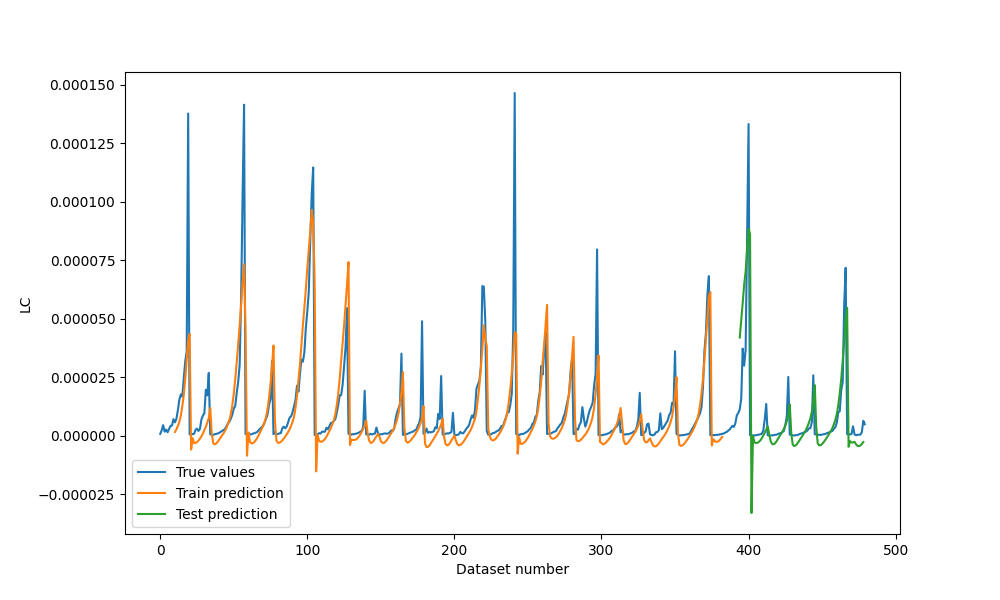 0.000150
0.000125
0.000100
0.000075
0.000050
0.000025
0.000000
−0.000025
LC
True values
Train prediction
Test prediction
0 100 200 300 400 500
Dataset number